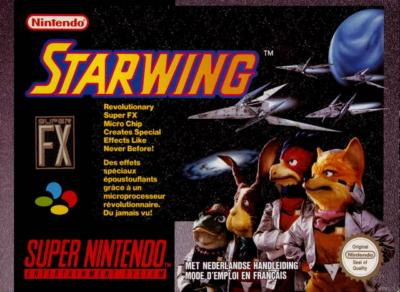 Nintendo
STARWING™
Revolutionary
Super FX
Micro Chip
Creates Special
Effects Like
Never Before!
SUPER
FX
Des effets
spéciaux
époustouflants
grâce à un
microprocesseur
révolutionnaire.
Du jamais vu!
SUPER NINTENDO
ENTERTAINMENT SYSTEM
MET NEDERLANDSE HANDLEIDING
MODE D'EMPLOI EN FRANÇAIS
Original
Nintendo
Seal of
Quality